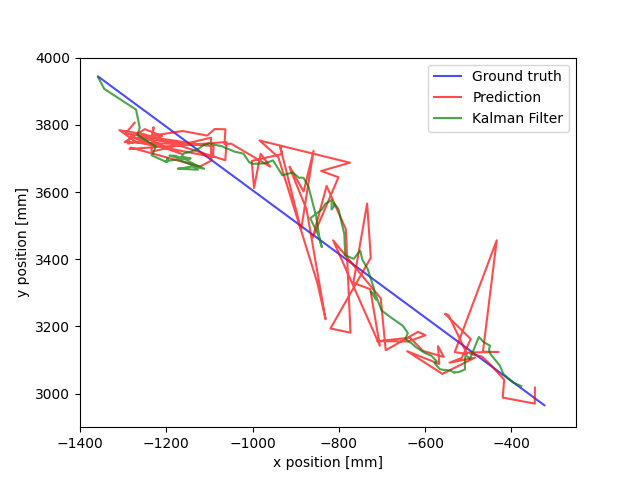 4000
3800
3600
3400
3200
3000
y position [mm]
−1400
−1200
−1000
−800
−600
−400
x position [mm]
Ground truth
Prediction
Kalman Filter